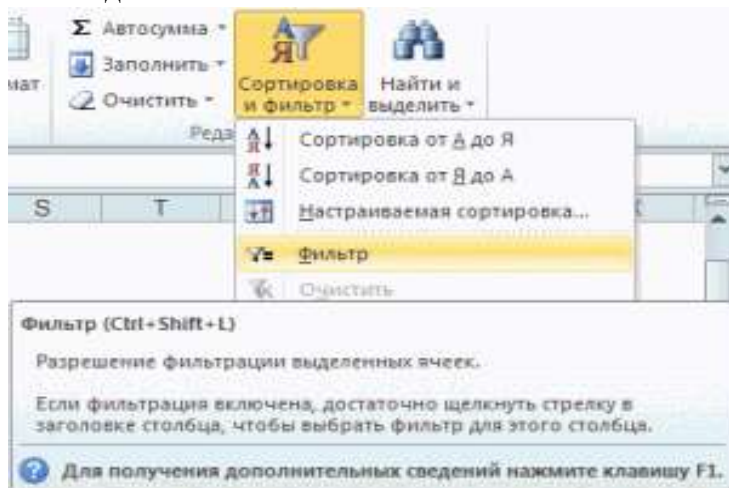 Σ Автосумма
Заполнить
Очистить
Сортировка и фильтр
Найти и выделить
мат
Реда
Сортировка от А до Я
Сортировка от Я до А
Настраиваемая сортировка...
S T
Фильтр
Очистить
Фильтр (Ctrl+Shift+L)
Разрешение фильтрации выделенных ячеек.
Если фильтрация включена, достаточно щелкнуть стрелку в
заголовке столбца, чтобы выбрать фильтр для этого столбца.
Для получения дополнительных сведений нажмите клавишу F1.